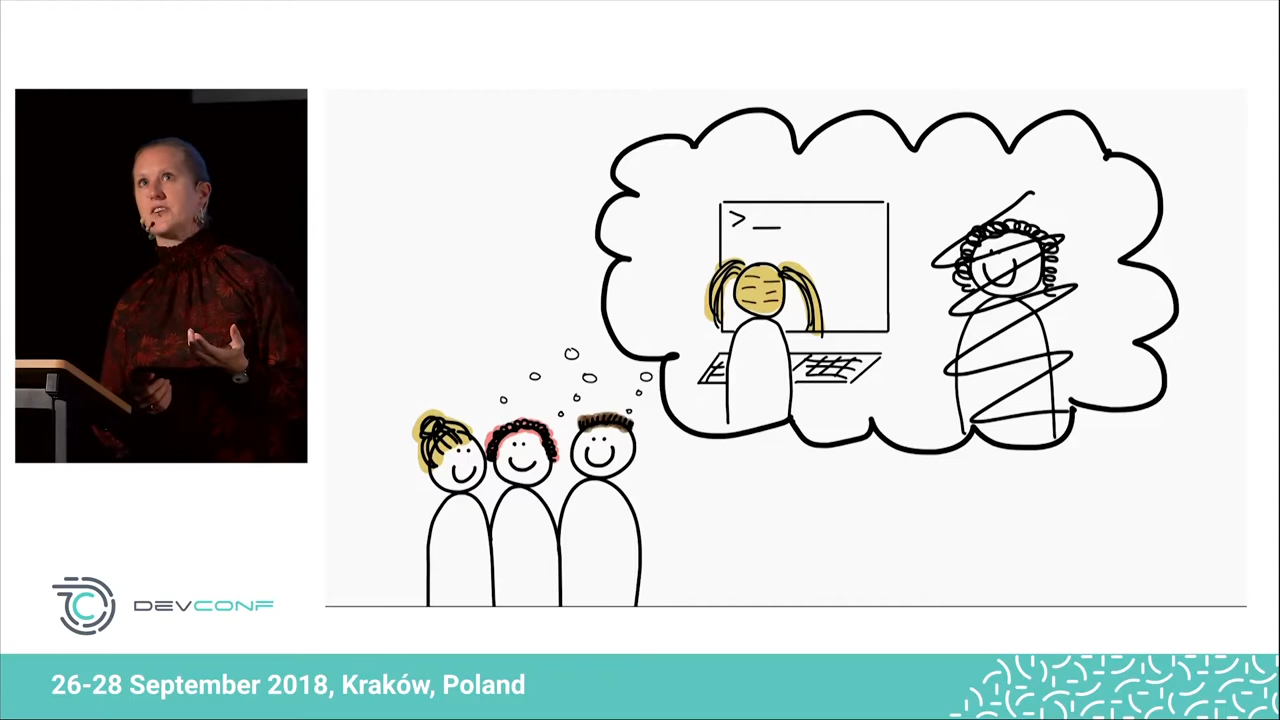 >_
DEVCONF
26-28 September 2018, Kraków, Poland